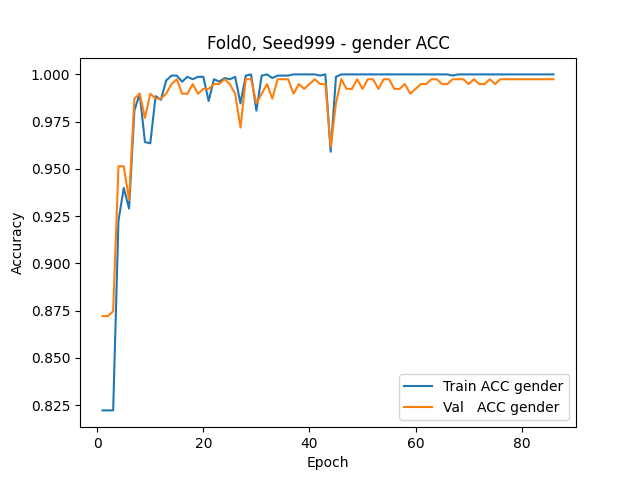 Fold0, Seed999 - gender ACC
1.000
0.975
0.950
0.925
0.900
0.875
0.850
0.825
Accuracy
0
20
40
60
80
Epoch
Train ACC gender
Val   ACC gender